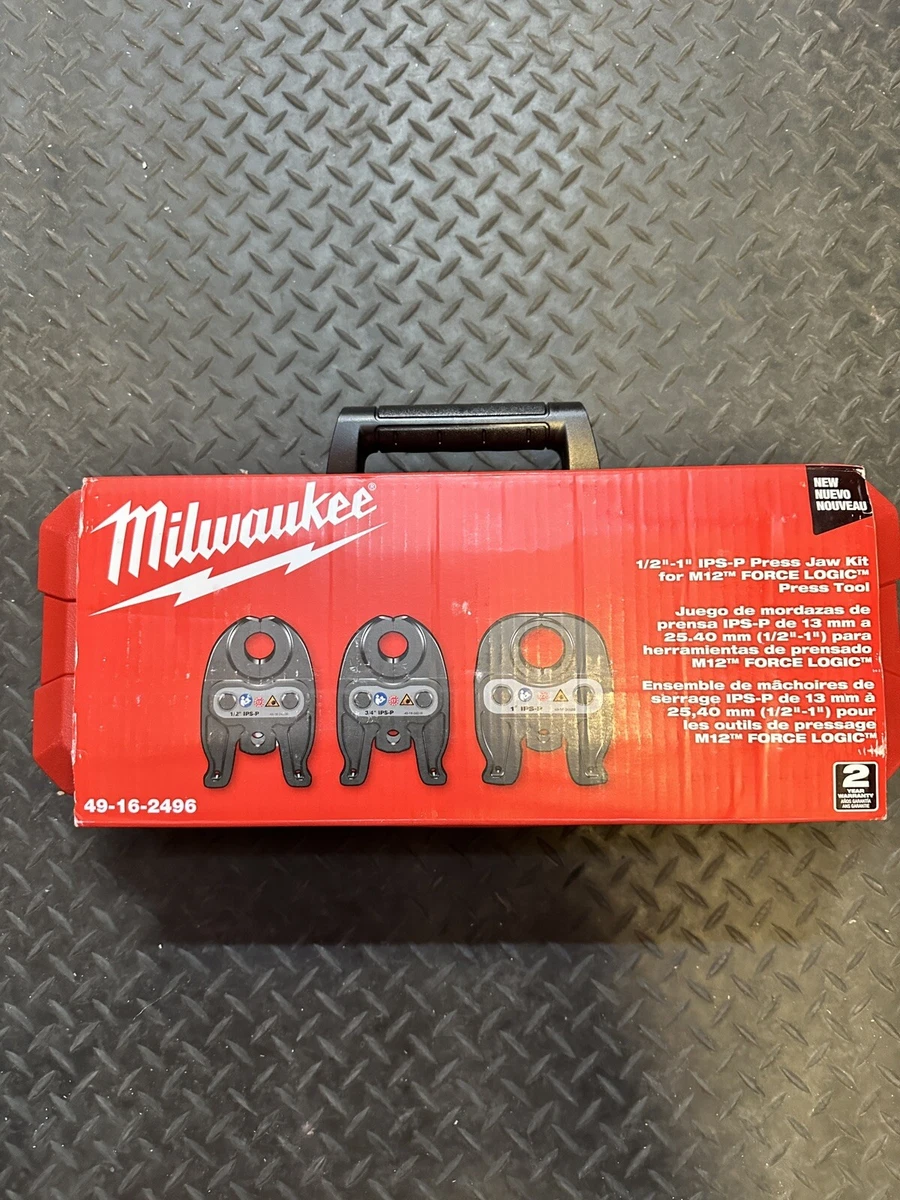 Milwaukee®
NEW
NUEVO
NOUVEAU
1/2"-1" IPS-P Press Jaw Kit
for M12™ FORCE LOGIC™
Press Tool
Juego de mordazas de
prensa IPS-P de 13 mm a
25.40 mm (1/2"-1") para
herramientas de prensado
M12™ FORCE LOGIC™
Ensemble de mâchoires de
serrage IPS-P de 13 mm à
25,40 mm (1/2"-1") pour
les outils de pressage
M12™ FORCE LOGIC™
1/2" IPS-P
3/4" IPS-P
1" IPS-P
49-16-2496
2
YEAR
WARRANTY
AÑOS GARANTÍA
ANS GARANTIE